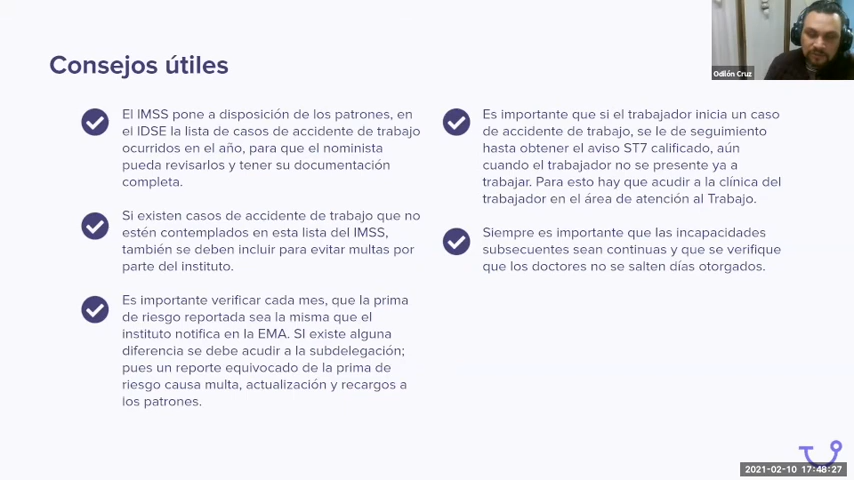 Consejos útiles
El IMSS pone a disposición de los patrones, en
el IDSE la lista de casos de accidente de trabajo
ocurridos en el año, para que el nominista
pueda revisarlos y tener su documentación
completa.
Si existen casos de accidente de trabajo que no
estén contemplados en esta lista del IMSS,
también se deben incluir para evitar multas por
parte del instituto.
Es importante verificar cada mes, que la prima
de riesgo reportada sea la misma que el
instituto notifica en la EMA. SI existe alguna
diferencia se debe acudir a la subdelegación;
pues un reporte equivocado de la prima de
riesgo causa multa, actualización y recargos a
los patrones.
Es importante que si el trabajador inicia un caso
de accidente de trabajo, se le de seguimiento
hasta obtener el aviso ST7 calificado, aún
cuando el trabajador no se presente ya a
trabajar. Para esto hay que acudir a la clínica del
trabajador en el área de atención al Trabajo.
Siempre es importante que las incapacidades
subsecuentes sean continuas y que se verifique
que los doctores no se salten días otorgados.
Odilón Cruz
2021-02-10 17:48:27